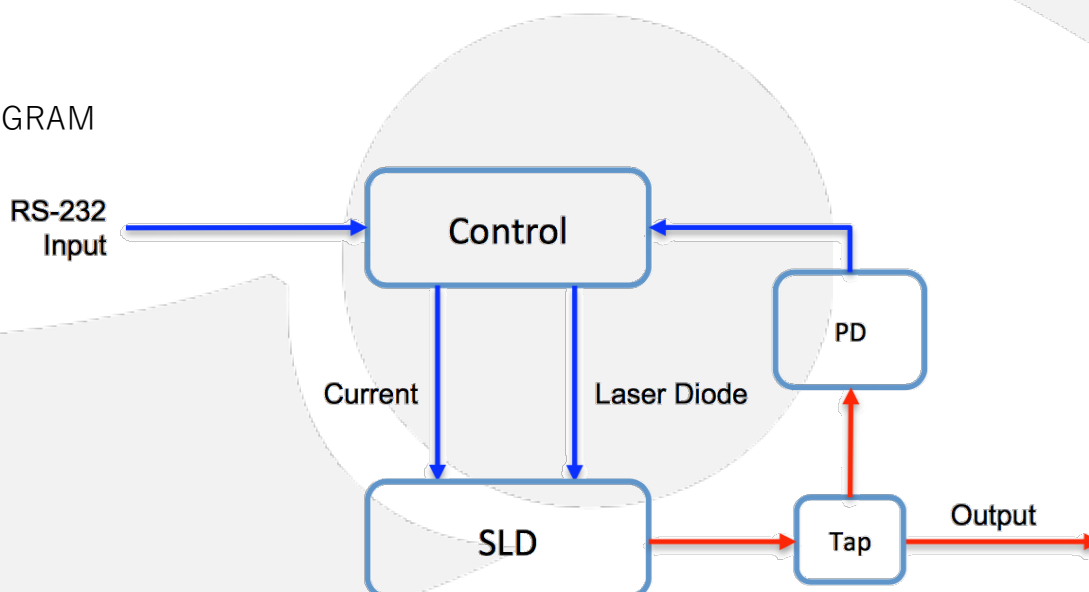 GRAM
RS-232
Input
Control
PD
Current
Laser Diode
SLD
Tap
Output